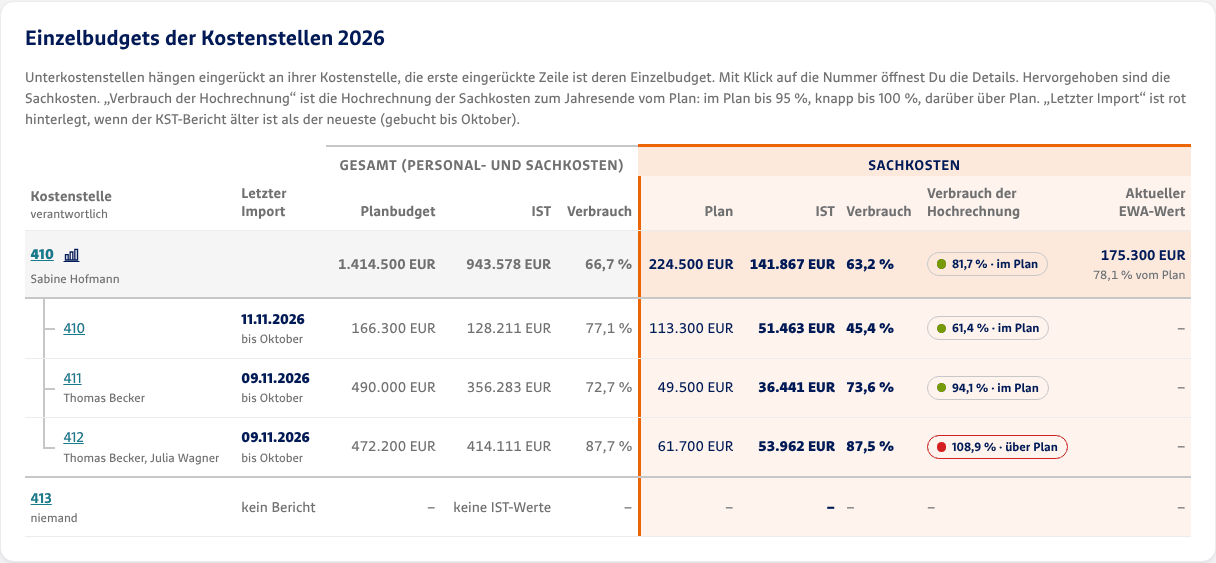 Einzelbudgets der Kostenstellen 2026
Unterkostenstellen hängen eingerückt an ihrer Kostenstelle, die erste eingerückte Zeile ist deren Einzelbudget. Mit Klick auf die Nummer öffnest Du die Details. Hervorgehoben sind die
Sachkosten. „Verbrauch der Hochrechnung“ ist die Hochrechnung der Sachkosten zum Jahresende vom Plan: im Plan bis 95 %, knapp bis 100 %, darüber über Plan. „Letzter Import“ ist rot
hinterlegt, wenn der KST-Bericht älter ist als der neueste (gebucht bis Oktober).
GESAMT (PERSONAL- UND SACHKOSTEN) SACHKOSTEN
Kostenstelle
verantwortlich
Letzter
Import
Planbudget IST Verbrauch Plan IST Verbrauch
Verbrauch der
Hochrechnung
Aktueller
EWA-Wert
410 1.414.500 EUR 943.578 EUR 66,7 % 224.500 EUR 141.867 EUR 63,2 % 81,7 % · im Plan 175.300 EUR
Sabine Hofmann 78,1 % vom Plan
410 11.11.2026 166.300 EUR 128.211 EUR 77,1 % 113.300 EUR 51.463 EUR 45,4 % 61,4 % · im Plan –
bis Oktober
411 09.11.2026 490.000 EUR 356.283 EUR 72,7 % 49.500 EUR 36.441 EUR 73,6 % 94,1 % · im Plan –
Thomas Becker bis Oktober
412 09.11.2026 472.200 EUR 414.111 EUR 87,7 % 61.700 EUR 53.962 EUR 87,5 % 108,9 % · über Plan –
Thomas Becker, Julia Wagner bis Oktober
413 kein Bericht – keine IST-Werte – – – – – –
niemand